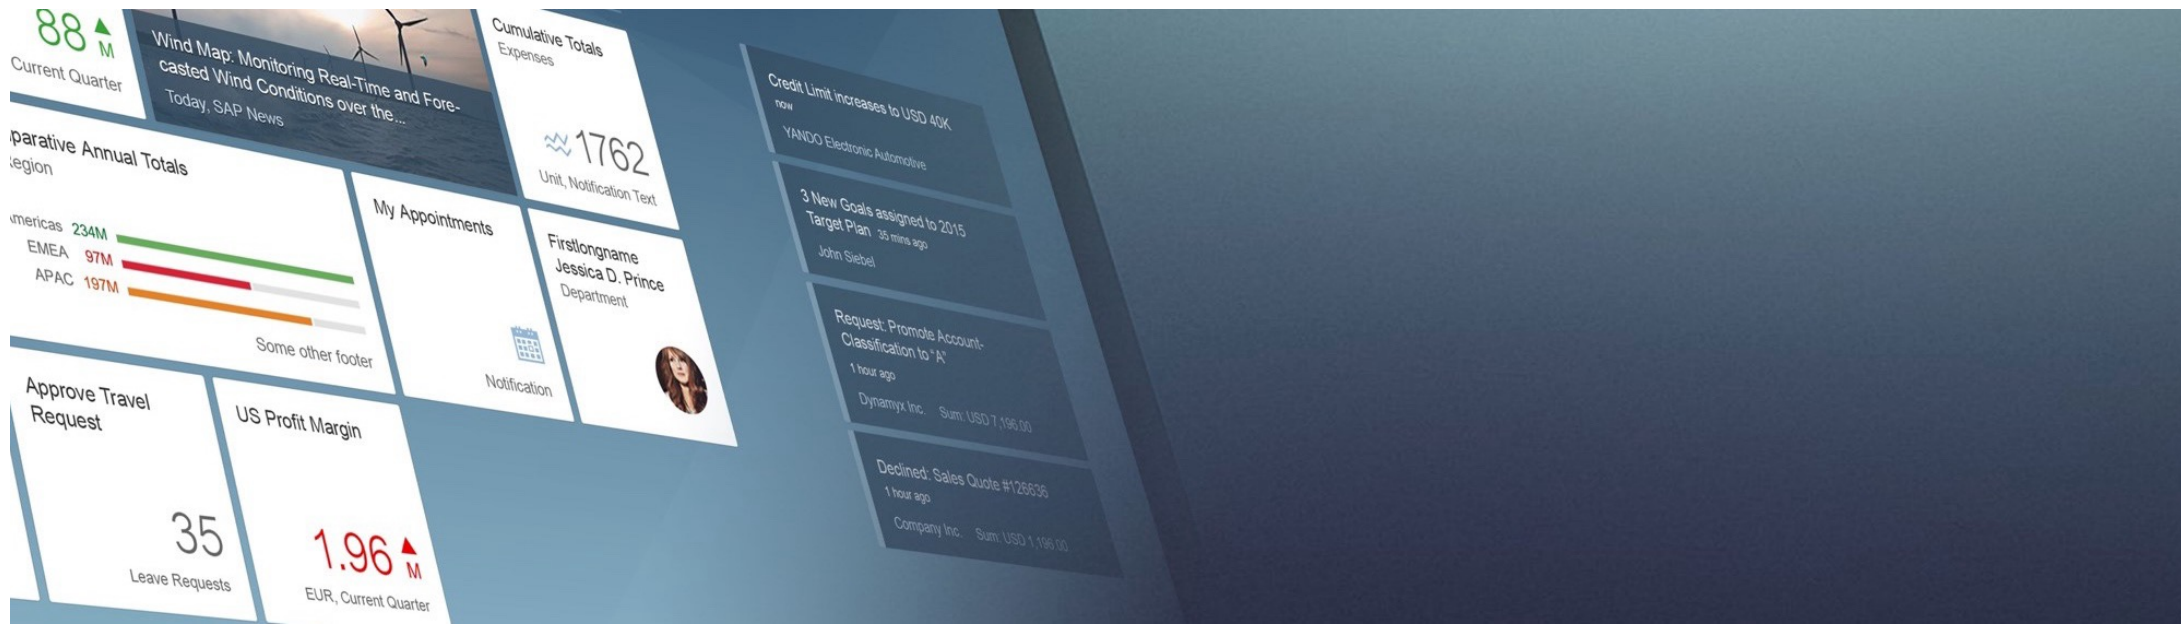 88 M
Current Quarter
Wind Map: Monitoring Real-Time and Fore-
casted Wind Conditions over the...
Today, SAP News
Cumulative Totals
Expenses
1762
Unit, Notification Text
parative Annual Totals
egion
mericas 234M
EMEA 97M
APAC 197M
Some other footer
My Appointments
Notification
Firstlongname
Jessica D. Prince
Department
Approve Travel
Request
35
Leave Requests
US Profit Margin
1.96 M
EUR, Current Quarter
Credit Limit increases to USD 40K
now
YANDO Electronic Automotive
3 New Goals assigned to 2015
Target Plan 35 mins ago
John Siebel
Request: Promote Account-
Classification to "A"
1 hour ago
Dynamyx Inc. Sum: USD 7,196.00
Declined: Sales Quote #126636
1 hour ago
Company Inc. Sum: USD 1,196.00